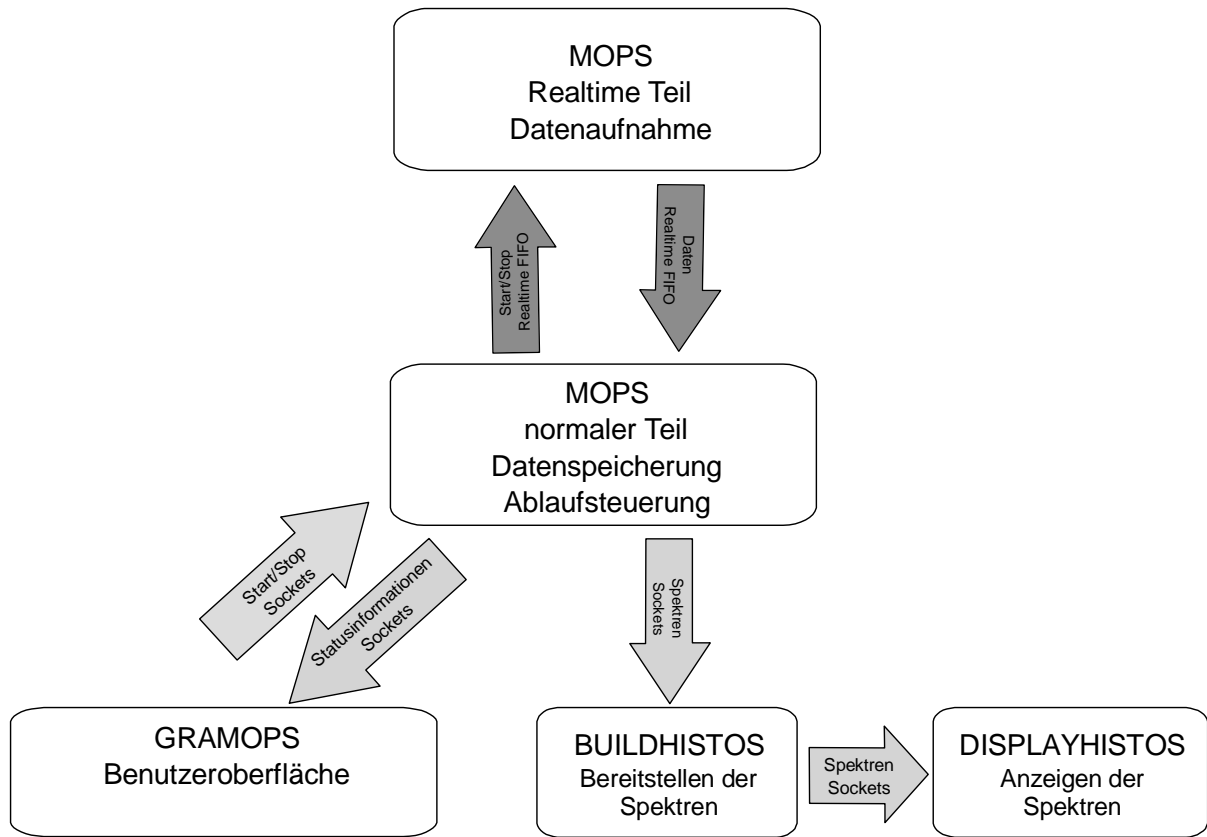 MOPS
Realtime Teil
Datenaufnahme
Start/Stop
Realtime FIFO
Daten
Realtime FIFO
MOPS
normaler Teil
Datenspeicherung
Ablaufsteuerung
Start/Stop
Sockets
Statusinformationen
Sockets
Spektren
Sockets
GRAMOPS
Benutzeroberfläche
BUILDHISTOS
Bereitstellen der
Spektren
Spektren
Sockets
DISPLAYHISTOS
Anzeigen der
Spektren